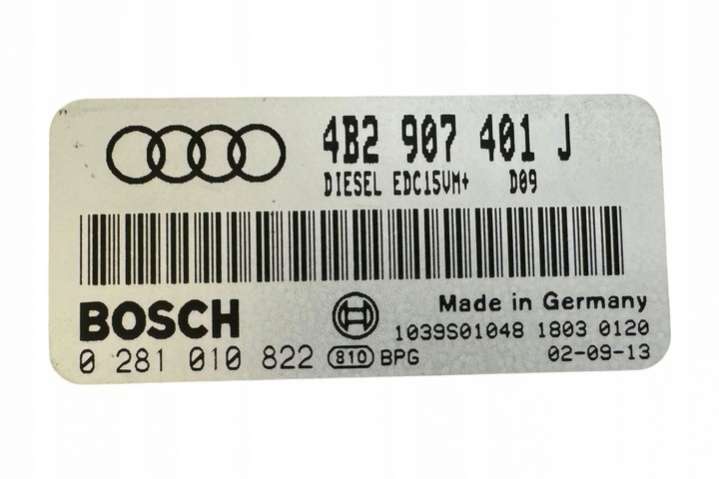 4B2 907 401 J
DIESEL EDC15VM+ D09
BOSCH
Made in Germany
1039S01048 1803 0120
0 281 010 822 810 BPG 02-09-13